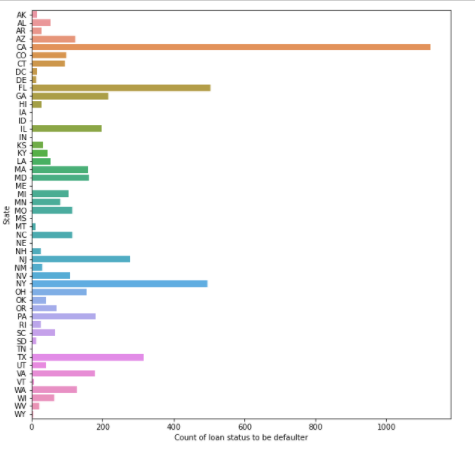 AK
AL
AR
AZ
CA
CO
CT
DC
DE
FL
GA
HI
IA
ID
IL
IN
KS
KY
LA
MA
MD
ME
MI
MN
MO
MS
MT
NC
NE
NH
NJ
NM
NV
NY
OH
OK
OR
PA
RI
SC
SD
TN
TX
UT
VA
VT
WA
WI
WV
WY
State
0 200 400 600 800 1000
Count of loan status to be defaulter